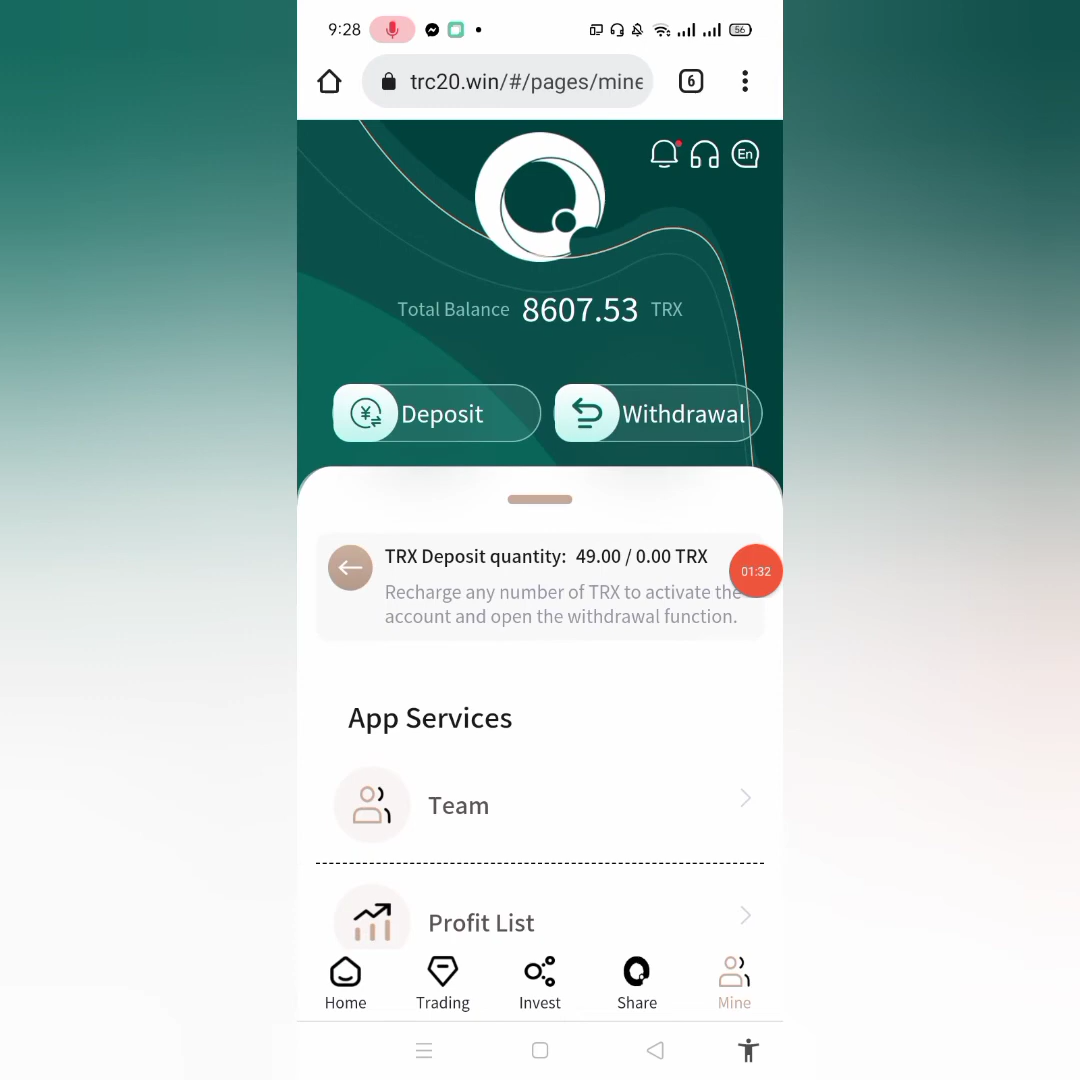 9:28
56
trc20.win/#/pages/mine
6
En
Total Balance 8607.53 TRX
¥ Deposit
Withdrawal
TRX Deposit quantity: 49.00 / 0.00 TRX
01:32
Recharge any number of TRX to activate the
account and open the withdrawal function.
App Services
Team
Profit List
Home Trading Invest Share Mine